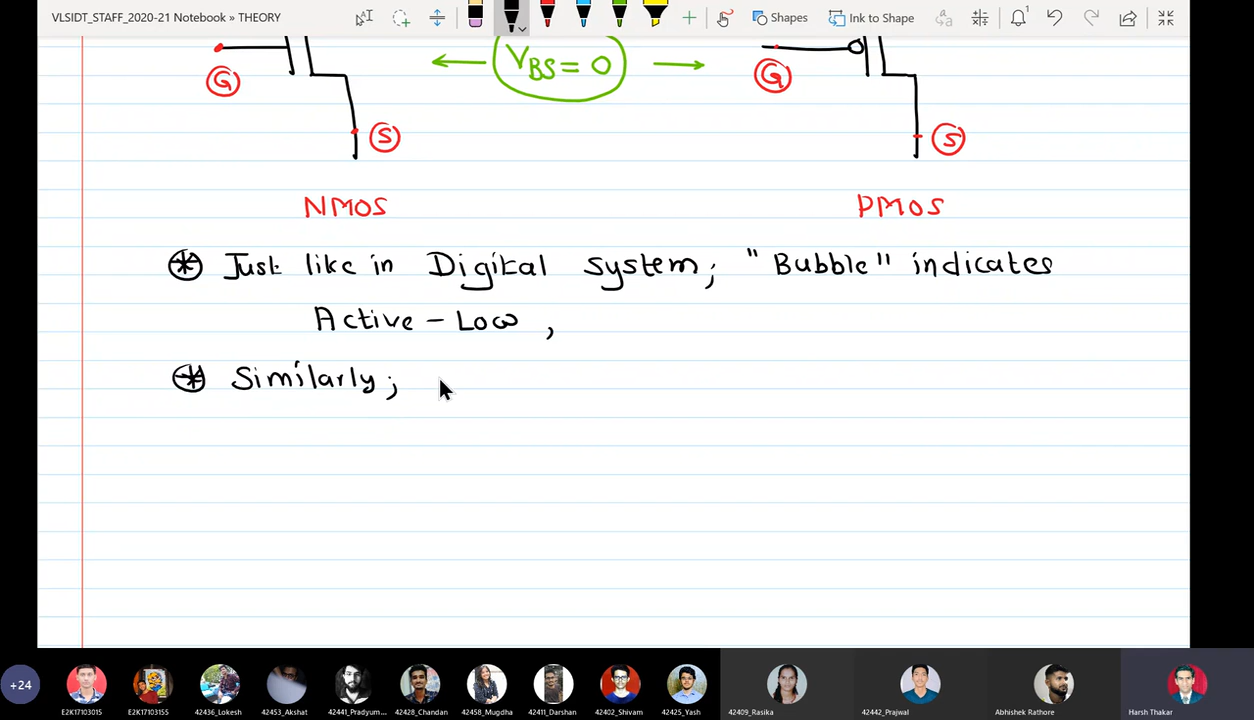 VLSIDT_STAFF_2020-21 Notebook » THEORY
Shapes
Ink to Shape
VBS = 0
G
G
S
S
NMOS
PMOS
Just like in Digital system; "Bubble" indicates
Active - Low ,
Similarly;
+24
E2K17103015
E2K17103155
42436_Lokesh
42453_Akshat
42441_Pradyum...
42428_Chandan
42458_Mugdha
42411_Darshan
42402_Shivam
42425_Yash
42409_Rasika
42442_Prajwal
Abhishek Rathore
Harsh Thakar